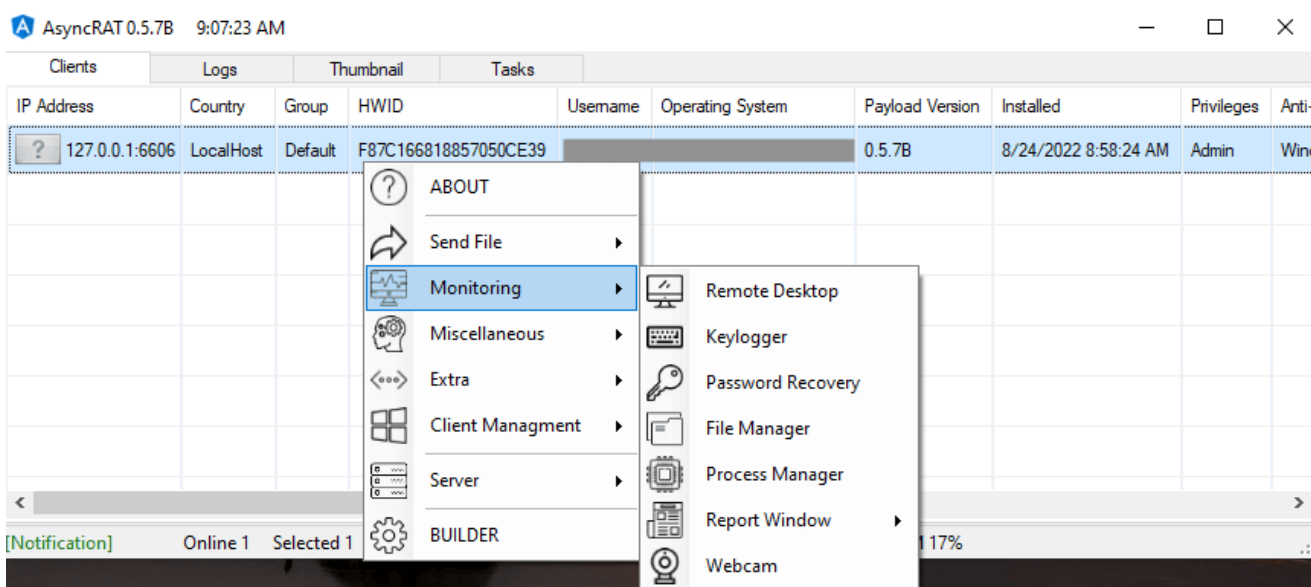 AsyncRAT 0.5.7B 9:07:23 AM
Clients Logs Thumbnail Tasks
IP Address Country Group HWID Username Operating System Payload Version Installed Privileges Anti-
127.0.0.1:6606 LocalHost Default F87C166818857050CE39 0.5.7B 8/24/2022 8:58:24 AM Admin Wind
ABOUT
Send File
Monitoring
Miscellaneous
Extra
Client Managment
Server
BUILDER
Remote Desktop
Keylogger
Password Recovery
File Manager
Process Manager
Report Window
Webcam
[Notification] Online 1 Selected 1 17%